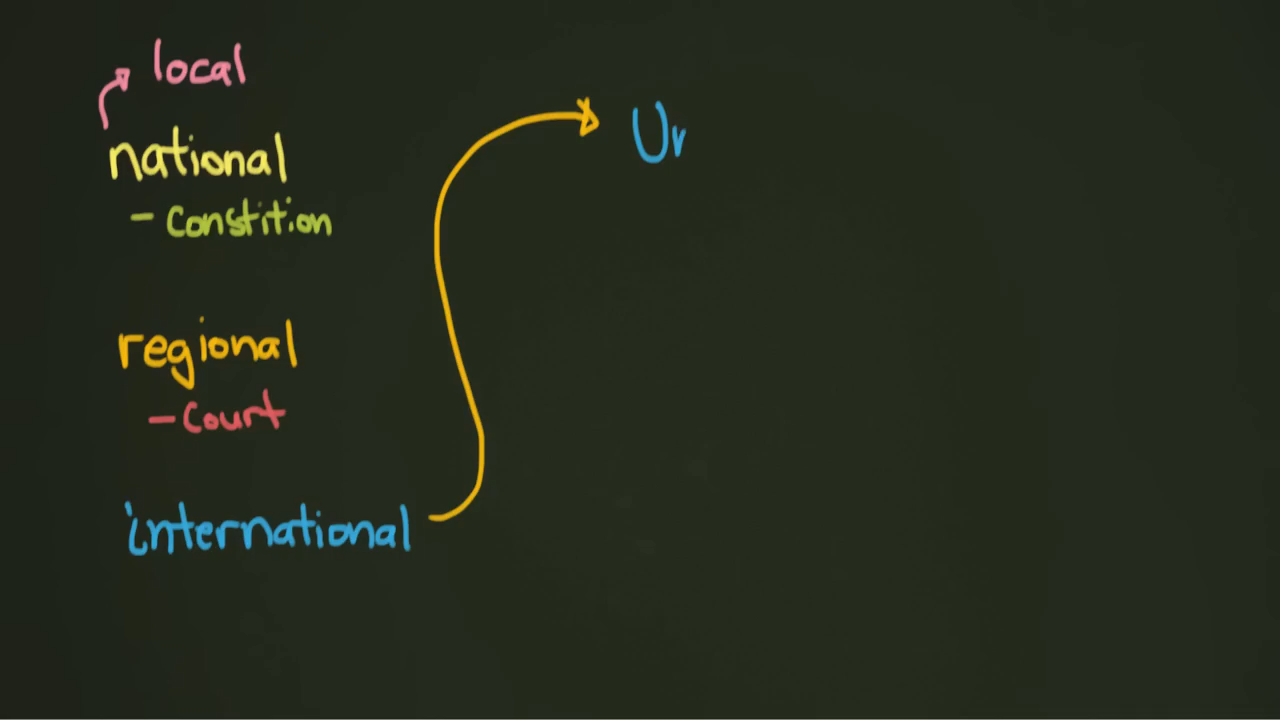 local
national
- Constition
regional
- Court
international
Ur